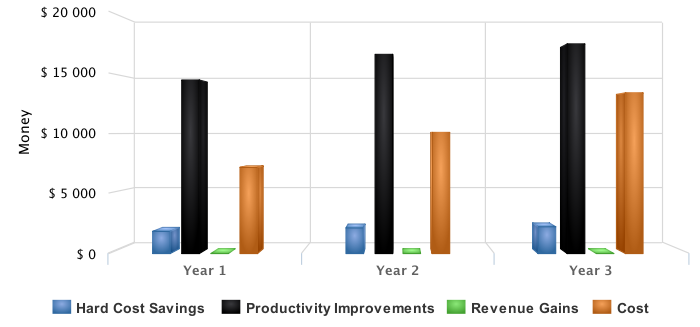 $ 20 000
$ 15 000
$ 10 000
$ 5 000
$ 0
Money
Year 1 Year 2 Year 3
Hard Cost Savings Productivity Improvements Revenue Gains Cost